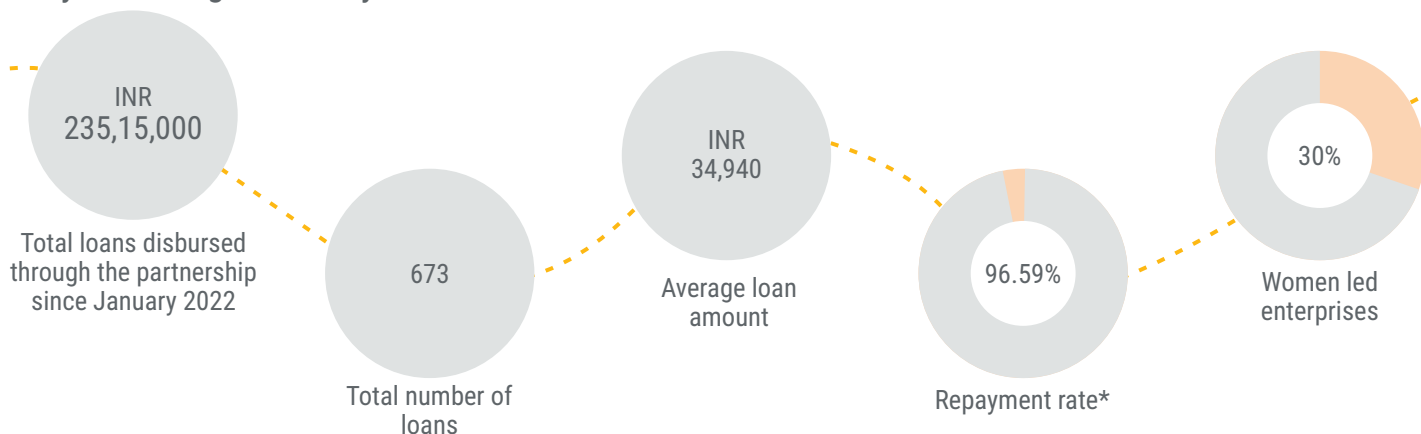 INR
235,15,000
Total loans disbursed
through the partnership
since January 2022
673
Total number of
loans
INR
34,940
Average loan
amount
96.59%
Repayment rate*
30%
Women led
enterprises